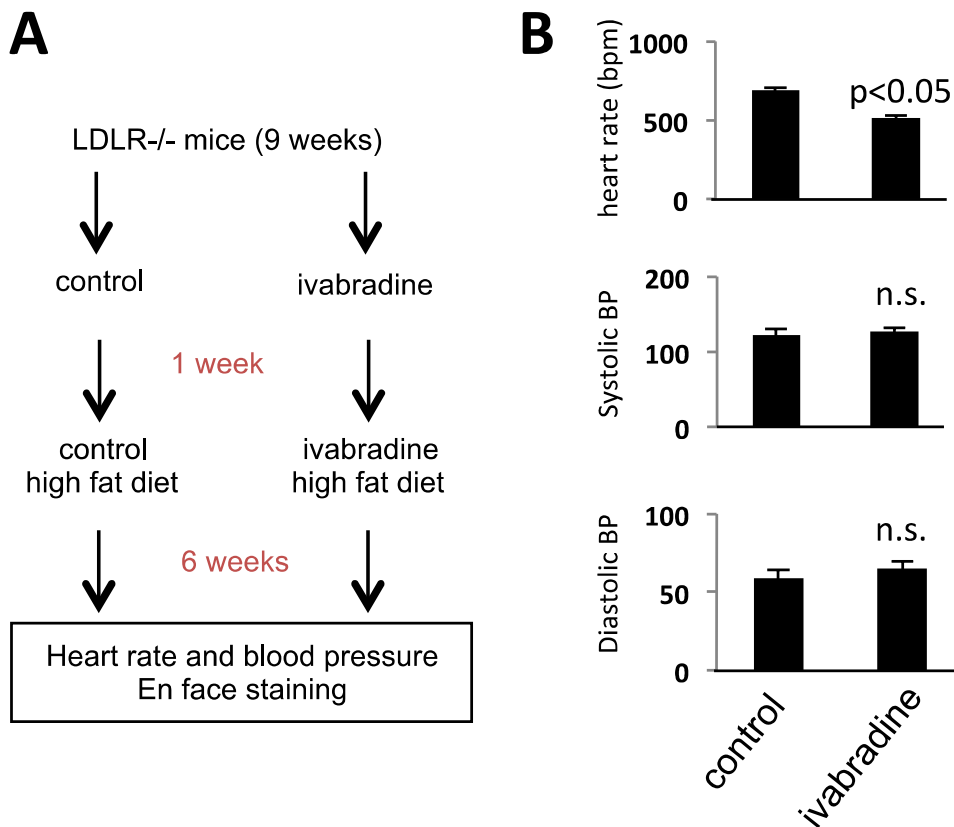 A
LDLR-/- mice (9 weeks)
control
ivabradine
1 week
control
high fat diet
ivabradine
high fat diet
6 weeks
Heart rate and blood pressure
En face staining
B
heart rate (bpm)
1000
500
0
p<0.05
Systolic BP
200
100
0
n.s.
Diastolic BP
100
50
0
n.s.
control
ivabradine